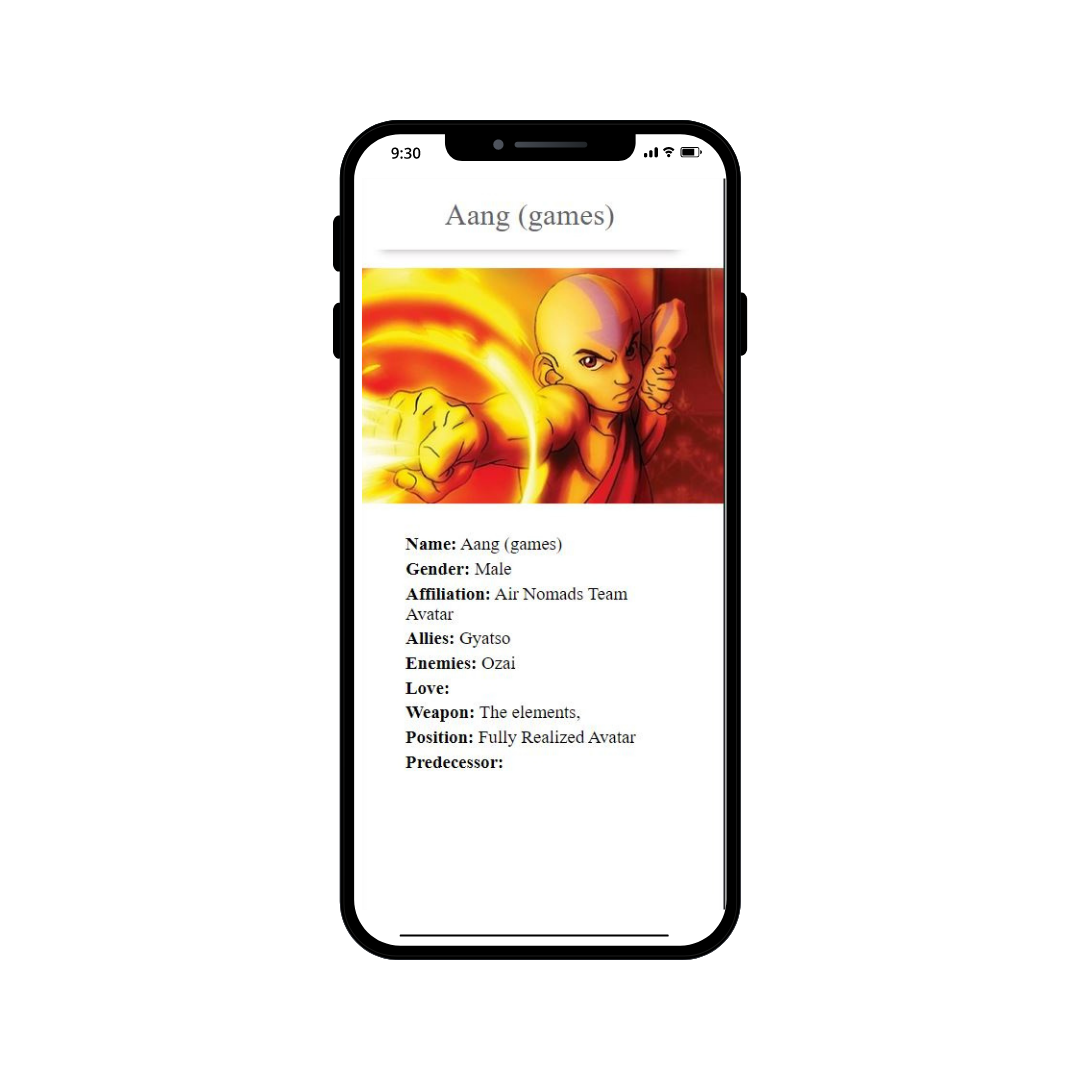 9:30
Aang (games)
Name: Aang (games)
Gender: Male
Affiliation: Air Nomads Team
Avatar
Allies: Gyatso
Enemies: Ozai
Love:
Weapon: The elements,
Position: Fully Realized Avatar
Predecessor: